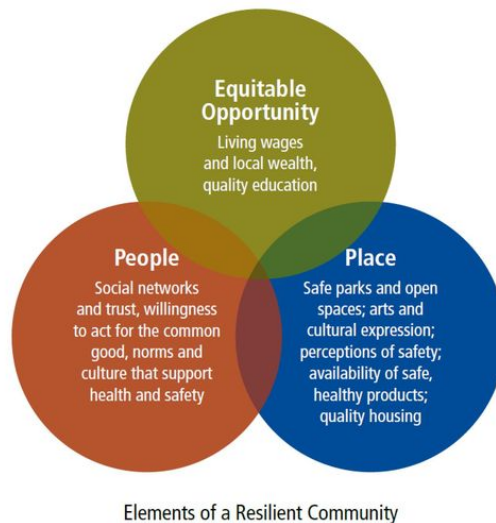 Equitable
Opportunity
Living wages
and local wealth,
quality education
People
Social networks
and trust, willingness
to act for the common
good, norms and
culture that support
health and safety
Place
Safe parks and open
spaces; arts and
cultural expression;
perceptions of safety;
availability of safe,
healthy products;
quality housing
Elements of a Resilient Community